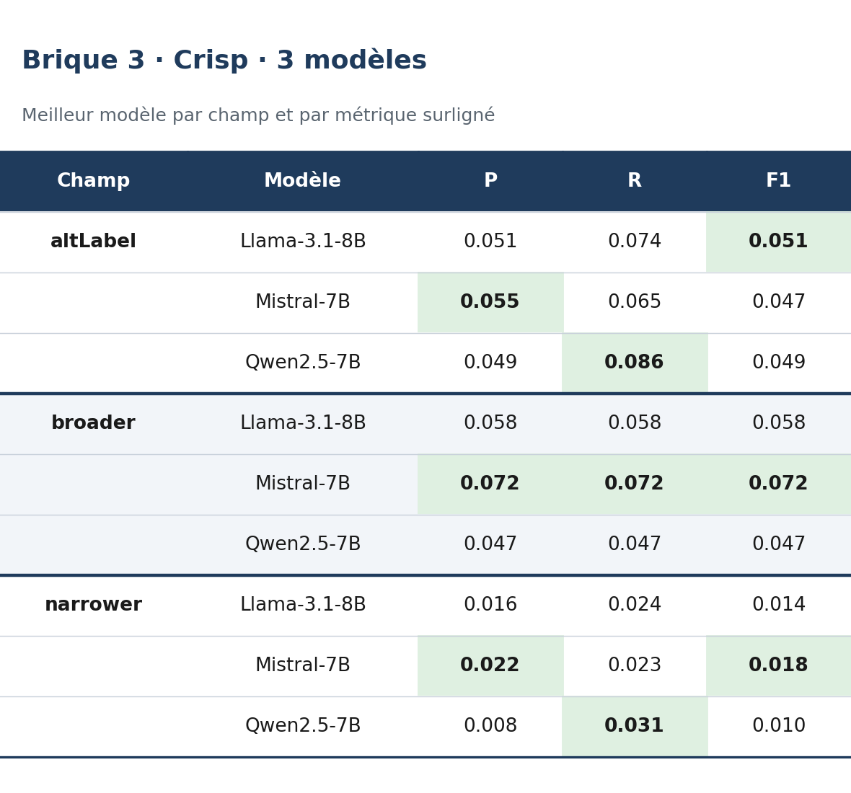 Brique 3 · Crisp · 3 modèles
Meilleur modèle par champ et par métrique surligné
Champ Modèle P R F1
altLabel Llama-3.1-8B 0.051 0.074 0.051
Mistral-7B 0.055 0.065 0.047
Qwen2.5-7B 0.049 0.086 0.049
broader Llama-3.1-8B 0.058 0.058 0.058
Mistral-7B 0.072 0.072 0.072
Qwen2.5-7B 0.047 0.047 0.047
narrower Llama-3.1-8B 0.016 0.024 0.014
Mistral-7B 0.022 0.023 0.018
Qwen2.5-7B 0.008 0.031 0.010